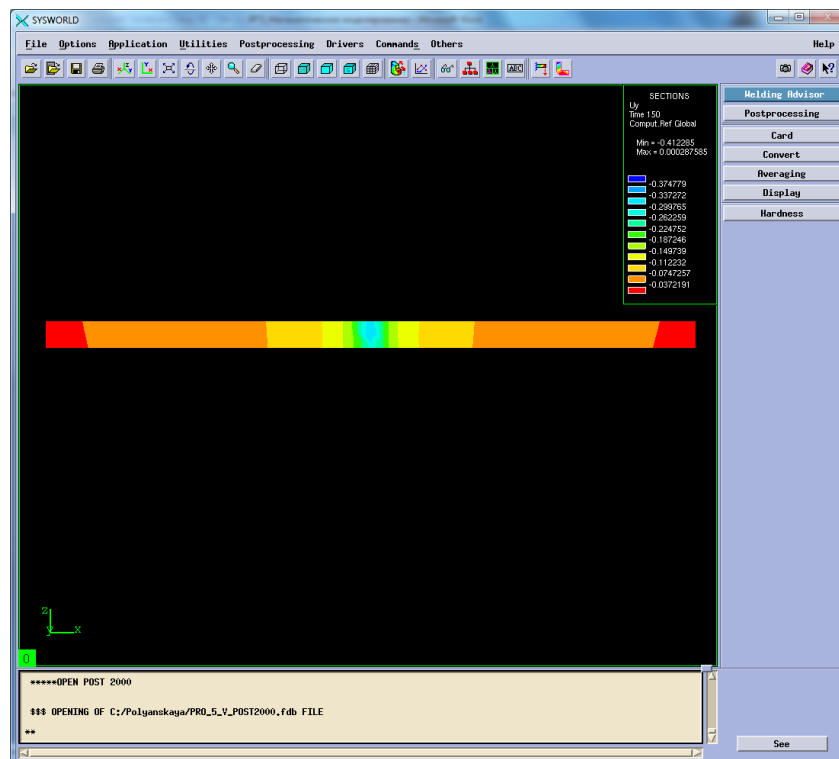 SYSWORLD
File Options Application Utilities Postprocessing Drivers Commands Others Help
ABC
SECTIONS
Uy
Time 150
Comput.Ref Global
Min = -0.412285
Max = 0.000287585
-0.374779
-0.337272
-0.299765
-0.262259
-0.224752
-0.187246
-0.149739
-0.112232
-0.0747257
-0.0372191
Welding Advisor
Postprocessing
Card
Convert
Averaging
Display
Hardness
z
y x
0
*****OPEN POST 2000
$$$ OPENING OF C:/Polyanskaya/PRO_5_V_POST2000.fdb FILE
**
See